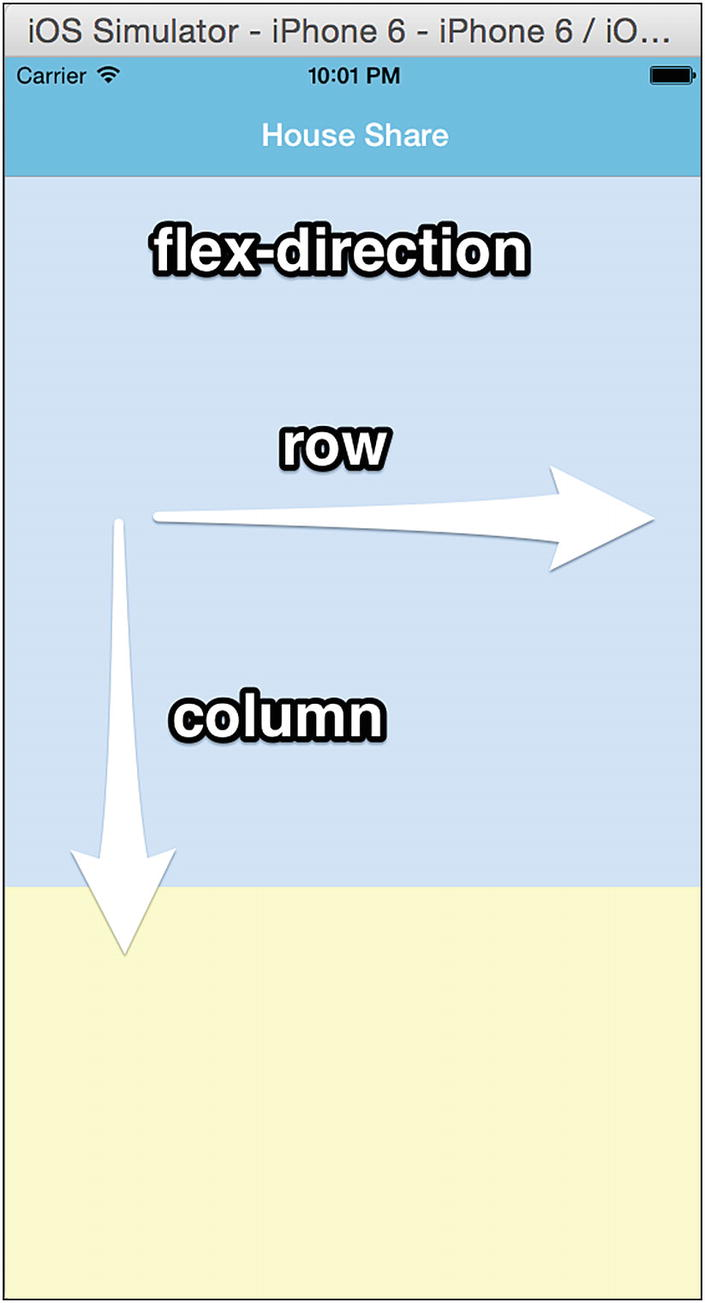 iOS Simulator - iPhone 6 - iPhone 6 / iO...
Carrier 10:01 PM
House Share
flex-direction
row
column